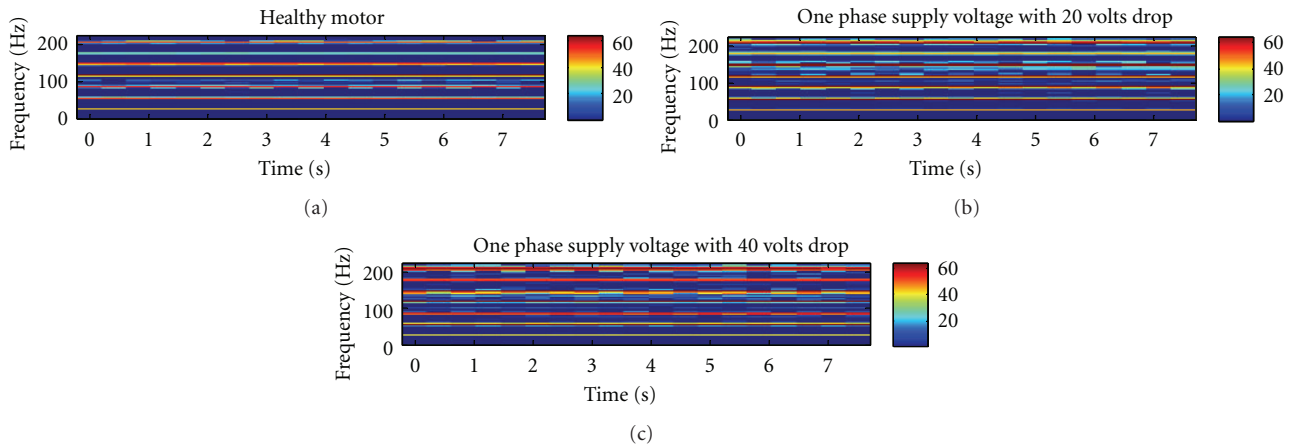 Healthy motor
Frequency (Hz)
200
100
0
0 1 2 3 4 5 6 7
Time (s)
60
40
20
(a)
One phase supply voltage with 20 volts drop
Frequency (Hz)
200
100
0
0 1 2 3 4 5 6 7
Time (s)
60
40
20
(b)
One phase supply voltage with 40 volts drop
Frequency (Hz)
200
100
0
0 1 2 3 4 5 6 7
Time (s)
60
40
20
(c)